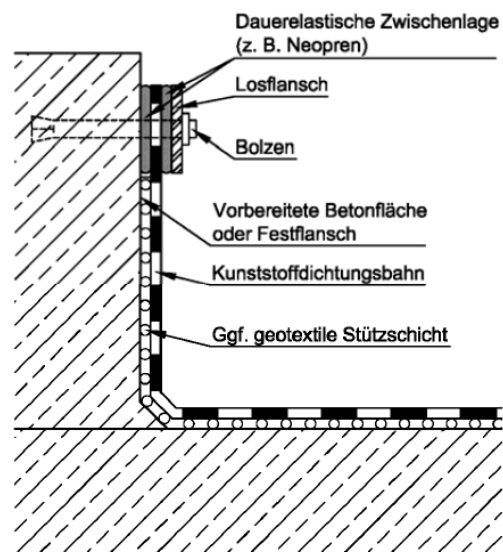 Dauerelastische Zwischenlage
(z. B. Neopren)
Losflansch
Bolzen
Vorbereitete Betonfläche
oder Festflansch
Kunststoffdichtungsbahn
Ggf. geotextile Stützschicht